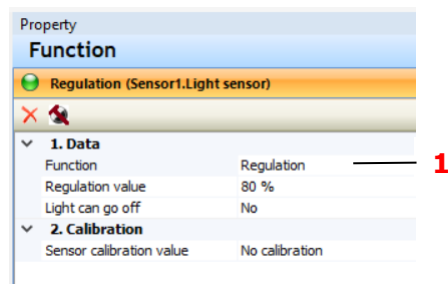 Property
Function
Regulation (Sensor1.Light sensor)
1. Data
Function Regulation 1
Regulation value 80 %
Light can go off No
2. Calibration
Sensor calibration value No calibration